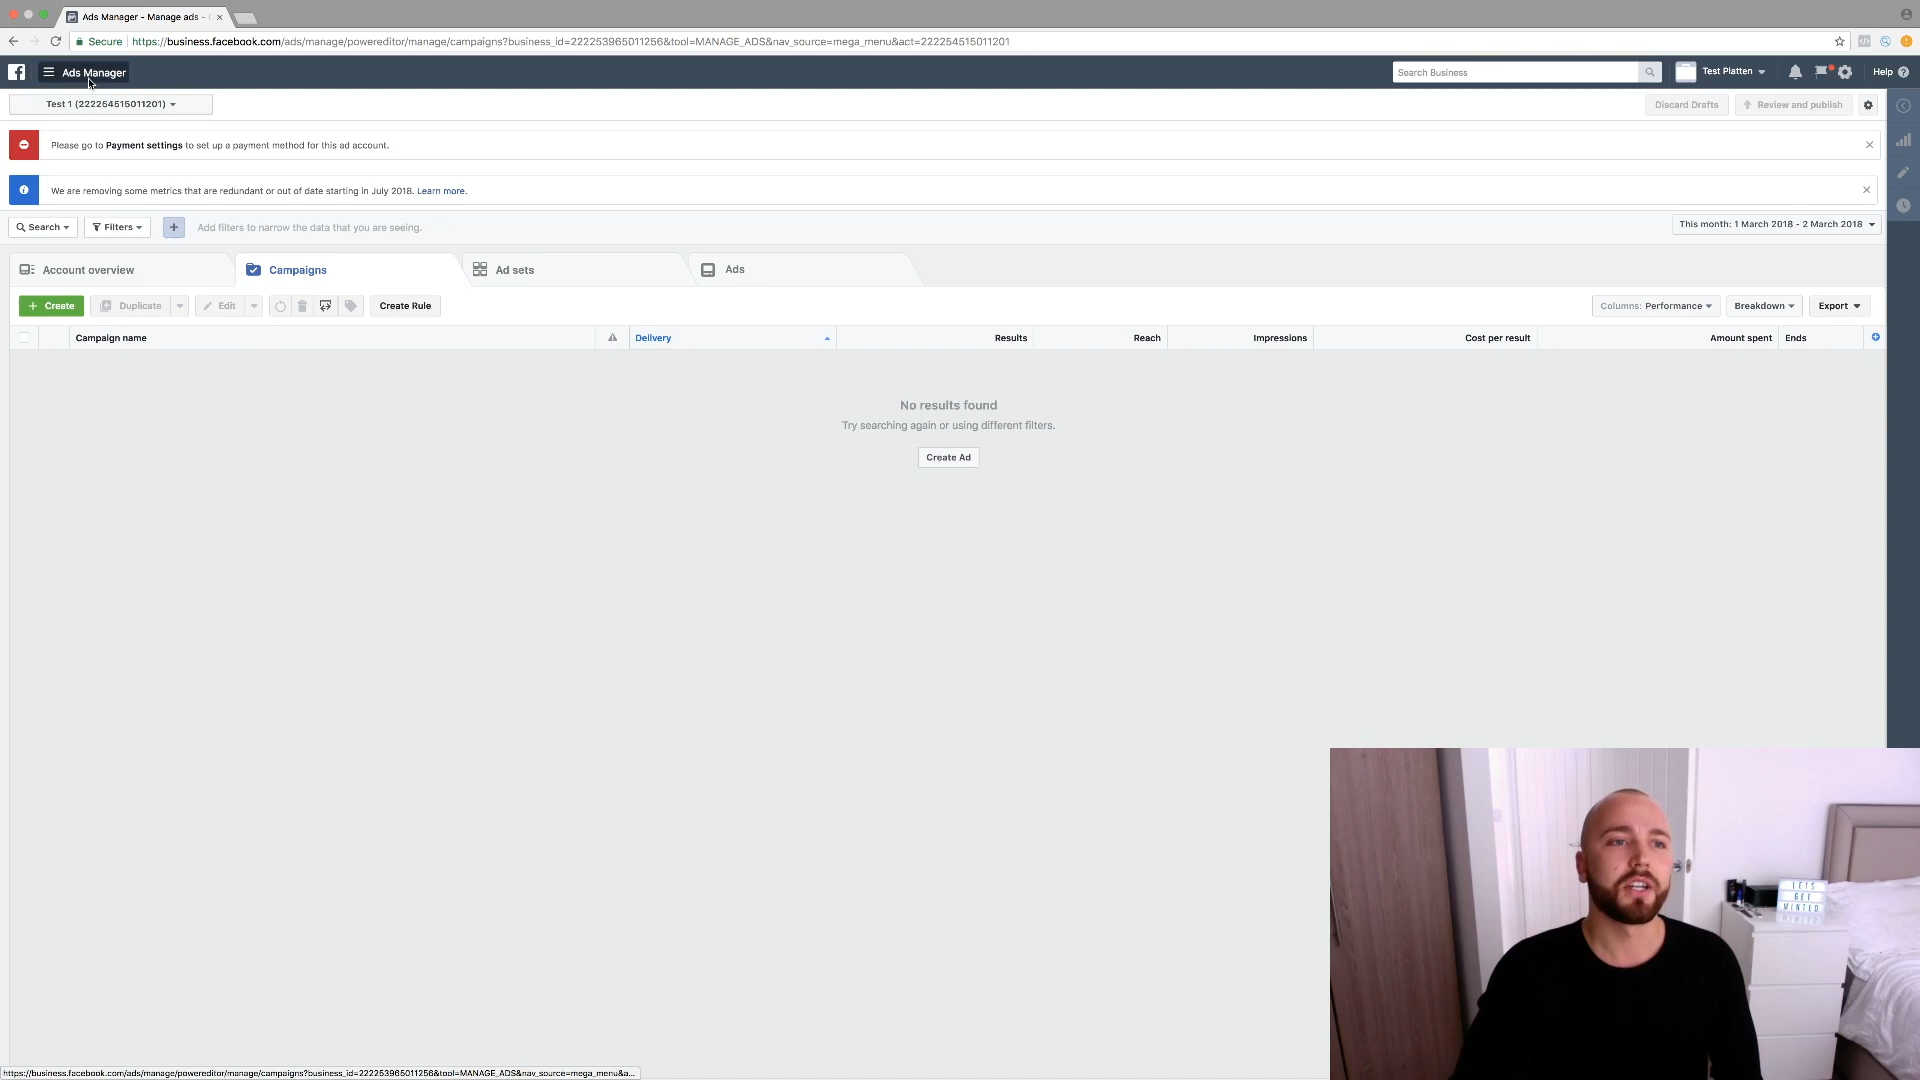 Ads Manager - Manage ads -
Secure https://business.facebook.com/ads/manage/powereditor/manage/campaigns?business_id=222253965011256&tool=MANAGE_ADS&nav_source=mega_menu&act=222254515011201
Ads Manager
Search Business
Test Platten
Help
Test 1 (222254515011201)
Discard Drafts
Review and publish
Please go to Payment settings to set up a payment method for this ad account.
We are removing some metrics that are redundant or out of date starting in July 2018. Learn more.
Search
Filters
Add filters to narrow the data that you are seeing.
This month: 1 March 2018 - 2 March 2018
Account overview
Campaigns
Ad sets
Ads
+ Create
Duplicate
Edit
Create Rule
Columns: Performance
Breakdown
Export
Campaign name
Delivery
Results
Reach
Impressions
Cost per result
Amount spent
Ends
No results found
Try searching again or using different filters.
Create Ad
LETS
GET
MINTED
https://business.facebook.com/ads/manage/powereditor/manage/campaigns?business_id=222253965011256&tool=MANAGE_ADS&nav_source=mega_menu&a...